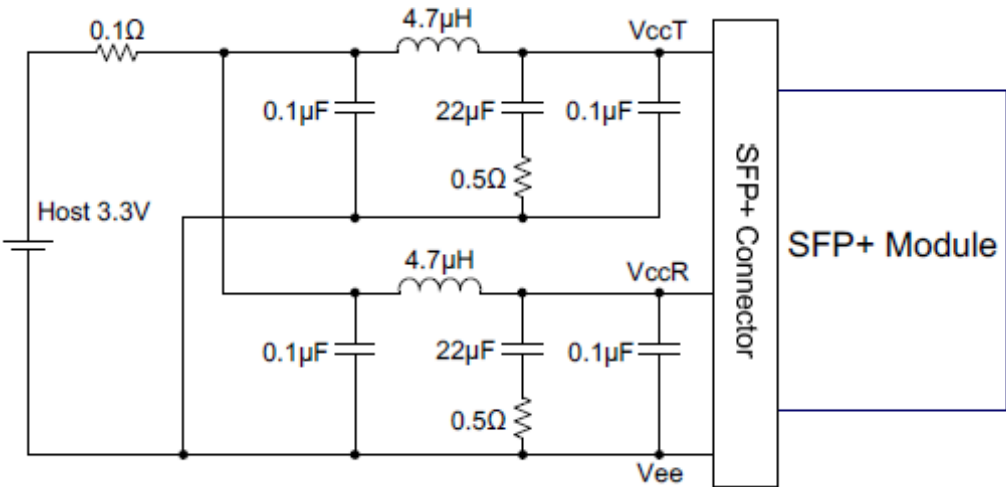 4.7µH
VccT
0.1Ω
0.1µF
22µF
0.1µF
0.5Ω
Host 3.3V
SFP+ Connector
SFP+ Module
4.7µH
VccR
0.1µF
22µF
0.1µF
0.5Ω
Vee